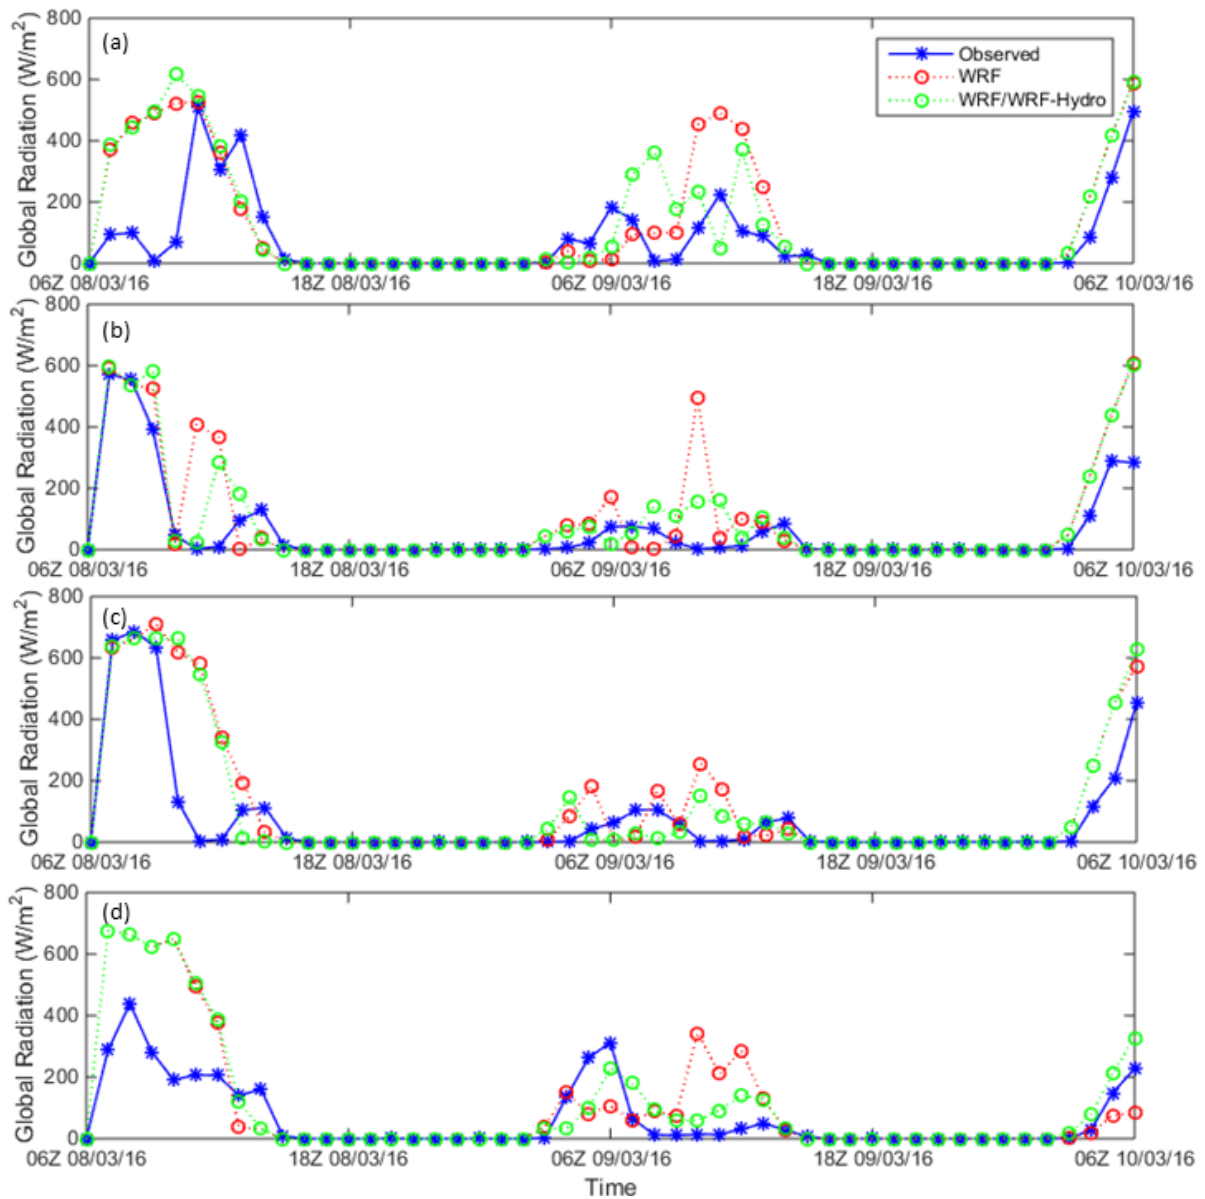 800
600
400
200
0
Global Radiation (W/m²)
(a)
Observed
WRF
WRF/WRF-Hydro
06Z 08/03/16
18Z 08/03/16
06Z 09/03/16
18Z 09/03/16
06Z 10/03/16
800
600
400
200
0
Global Radiation (W/m²)
(b)
06Z 08/03/16
18Z 08/03/16
06Z 09/03/16
18Z 09/03/16
06Z 10/03/16
800
600
400
200
0
Global Radiation (W/m²)
(c)
06Z 08/03/16
18Z 08/03/16
06Z 09/03/16
18Z 09/03/16
06Z 10/03/16
800
600
400
200
0
Global Radiation (W/m²)
(d)
06Z 08/03/16
18Z 08/03/16
06Z 09/03/16
18Z 09/03/16
06Z 10/03/16
Time